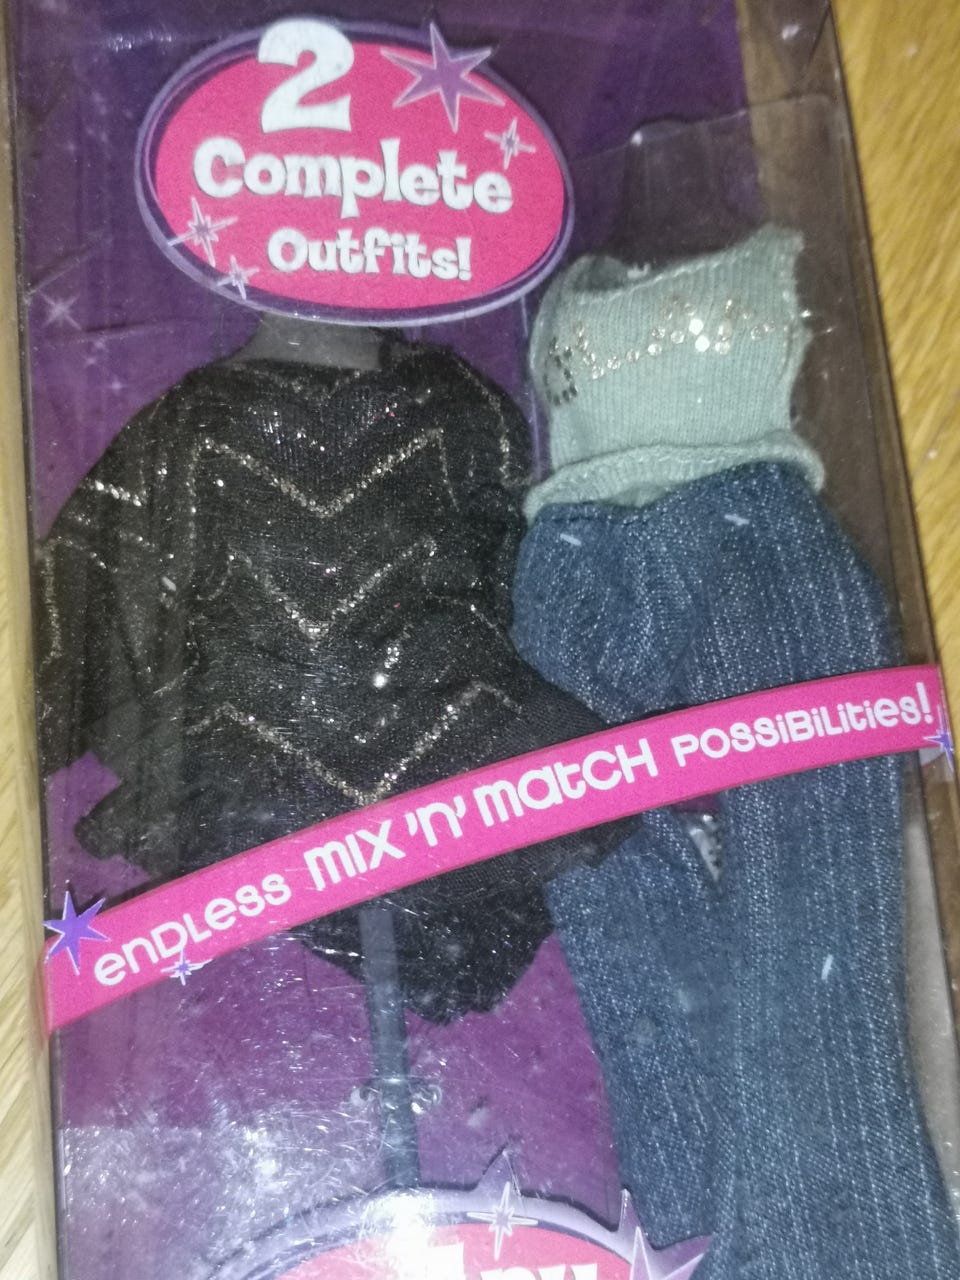 2
Complete
Outfits!
enDLess MIX 'n' matCH POSSiBiLities!